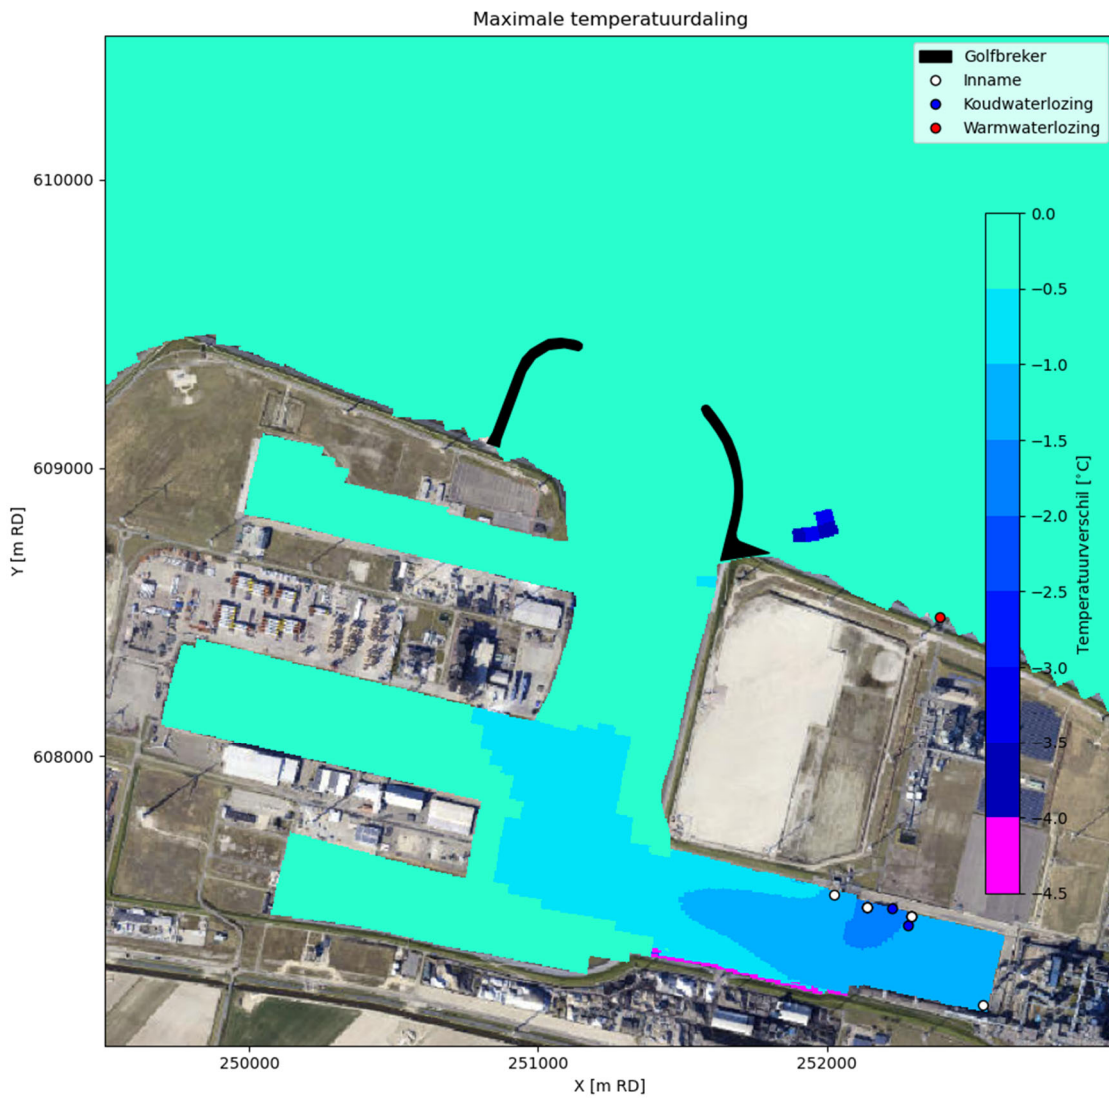 Maximale temperatuurdaling
Golfbreker
Inname
Koudwaterlozing
Warmwaterlozing
610000
609000
608000
Y [m RD]
0.0
−0.5
−1.0
−1.5
−2.0
−2.5
−3.0
−3.5
−4.0
−4.5
Temperatuurverschil [°C]
250000
251000
252000
X [m RD]